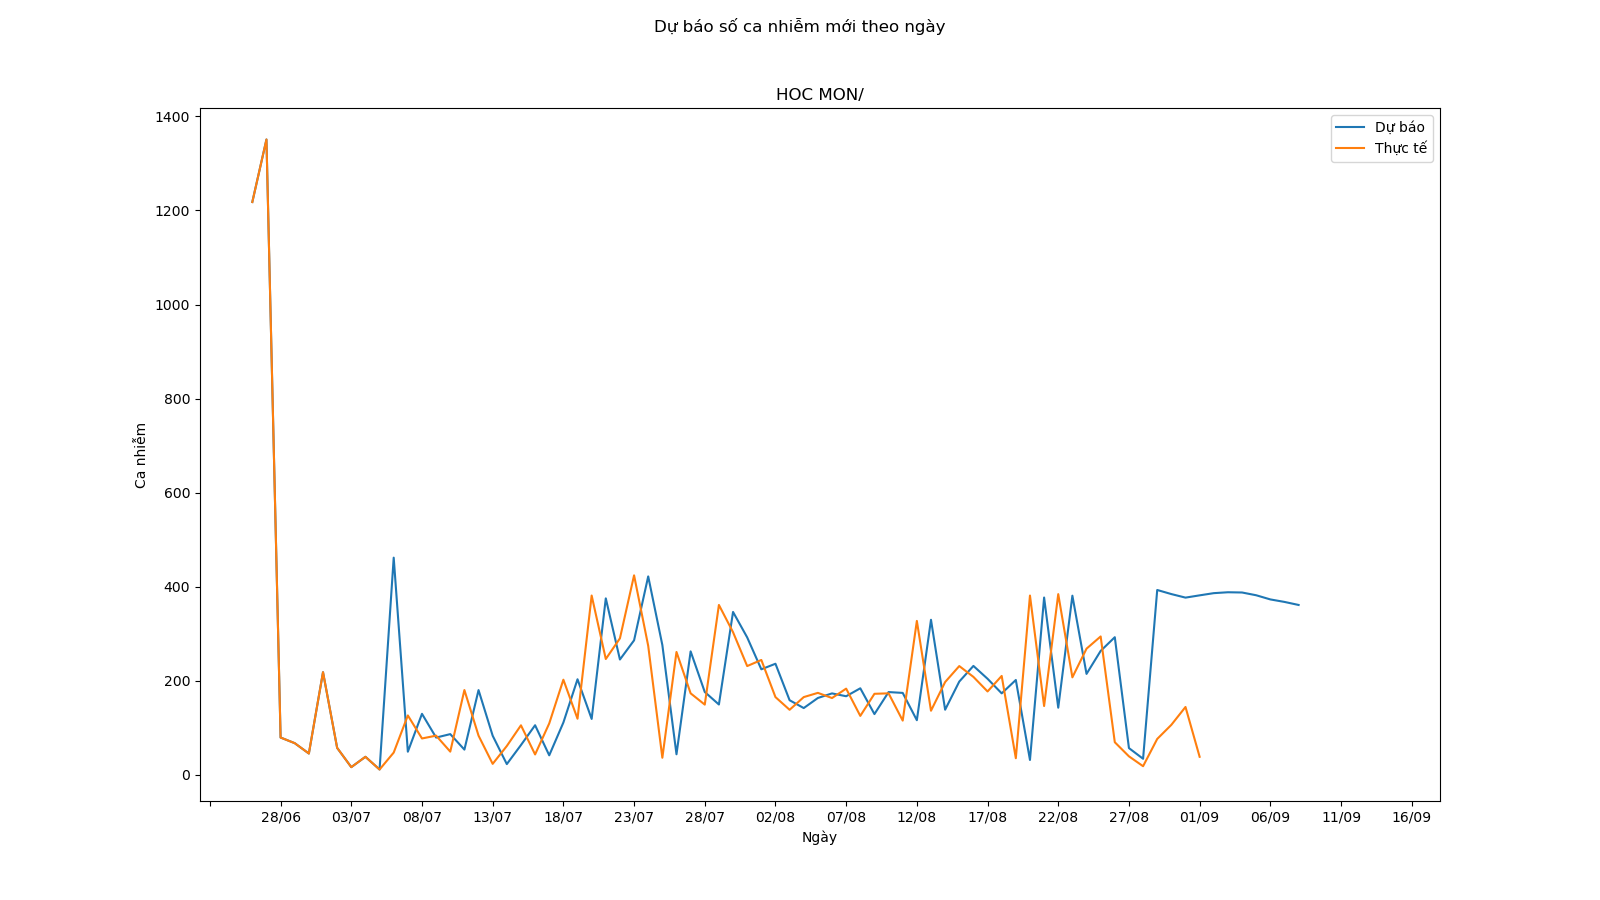 Dự báo số ca nhiễm mới theo ngày
HOC MON/
Dự báo
Thực tế
1400
1200
1000
800
600
400
200
0
Ca nhiễm
28/06 03/07 08/07 13/07 18/07 23/07 28/07 02/08 07/08 12/08 17/08 22/08 27/08 01/09 06/09 11/09 16/09
Ngày